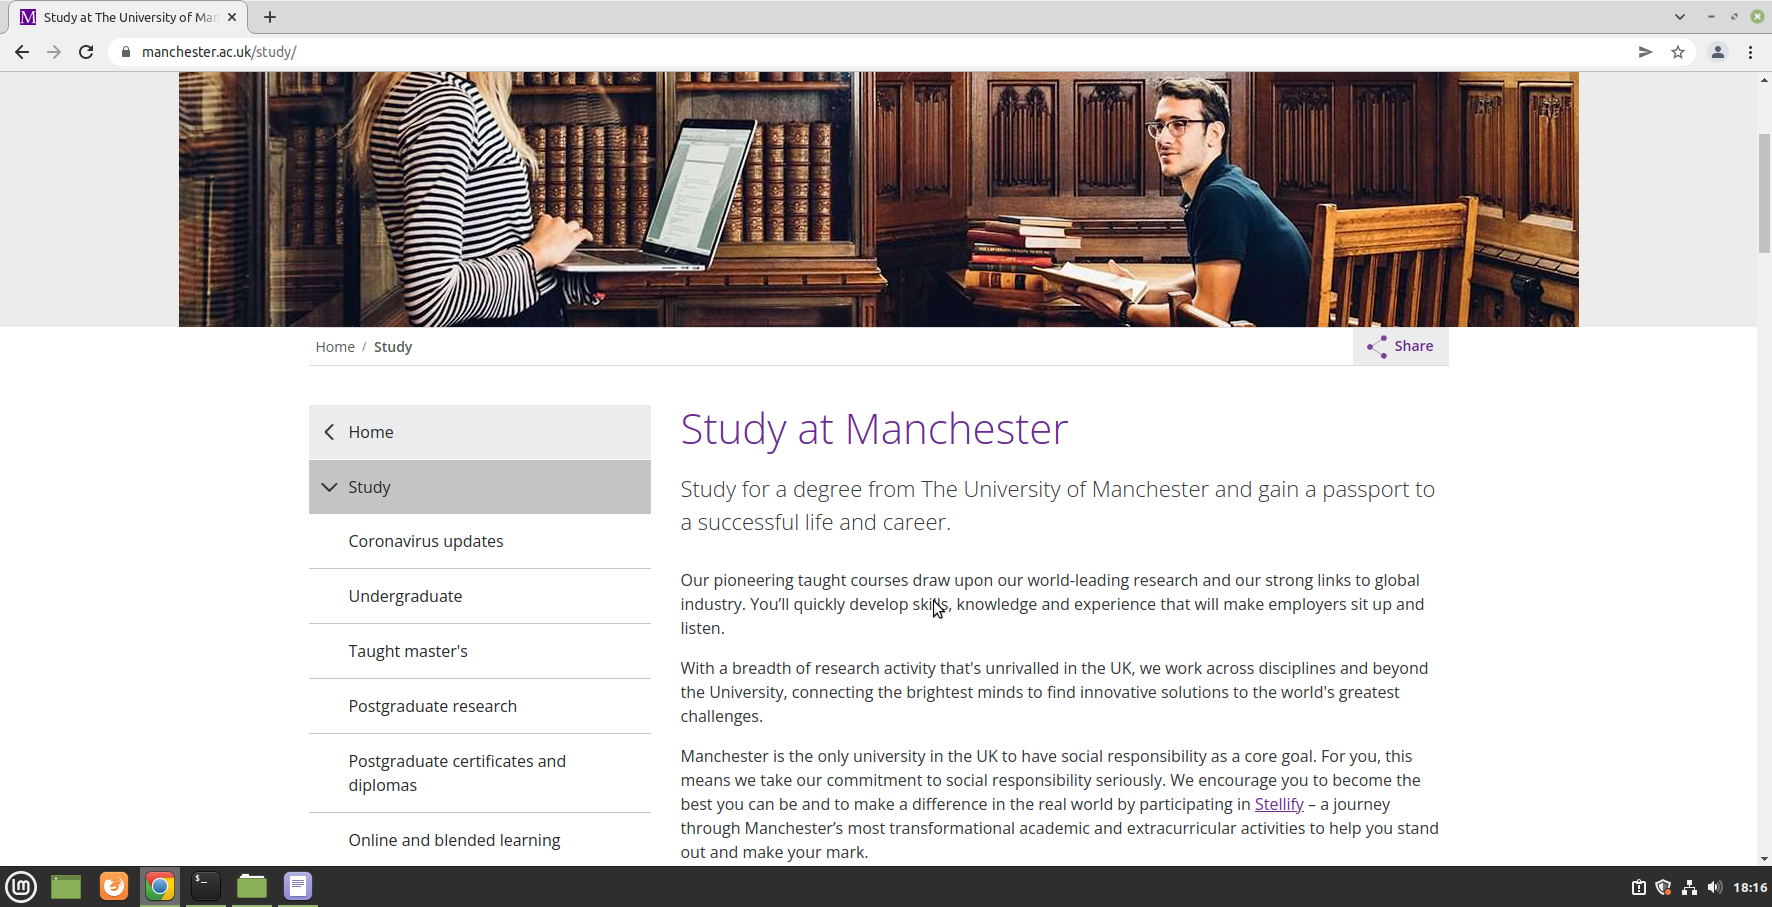 Study at The University of Man
manchester.ac.uk/study/
Home / Study
Share
Home
Study
Coronavirus updates
Undergraduate
Taught master's
Postgraduate research
Postgraduate certificates and
diplomas
Online and blended learning
Study at Manchester
Study for a degree from The University of Manchester and gain a passport to
a successful life and career.
Our pioneering taught courses draw upon our world-leading research and our strong links to global
industry. You’ll quickly develop skills, knowledge and experience that will make employers sit up and
listen.
With a breadth of research activity that's unrivalled in the UK, we work across disciplines and beyond
the University, connecting the brightest minds to find innovative solutions to the world's greatest
challenges.
Manchester is the only university in the UK to have social responsibility as a core goal. For you, this
means we take our commitment to social responsibility seriously. We encourage you to become the
best you can be and to make a difference in the real world by participating in Stellify – a journey
through Manchester’s most transformational academic and extracurricular activities to help you stand
out and make your mark.
18:16